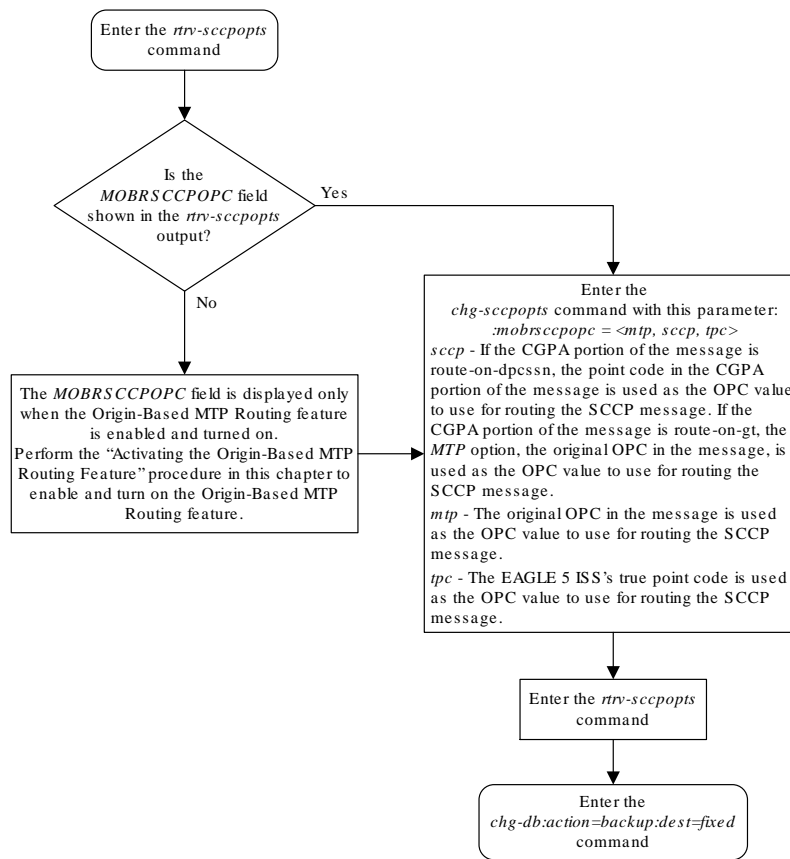 Enter the rtrv-sccpopts
command
Is the
MOBRSCCPOPC field
shown in the rtrv-sccpopts
output?
Yes
No
The MOBRSCCPOPC field is displayed only
when the Origin-Based MTP Routing feature
is enabled and turned on.
Perform the “Activating the Origin-Based MTP
Routing Feature” procedure in this chapter to
enable and turn on the Origin-Based MTP
Routing feature.
Enter the
chg-sccpopts command with this parameter:
:mobrsccpopc = <mtp, sccp, tpc>
sccp - If the CGPA portion of the message is
route-on-dpcssn, the point code in the CGPA
portion of the message is used as the OPC value
to use for routing the SCCP message. If the
CGPA portion of the message is route-on-gt, the
MTP option, the original OPC in the message, is
used as the OPC value to use for routing the
SCCP message.
mtp - The original OPC in the message is used
as the OPC value to use for routing the SCCP
message.
tpc - The EAGLE 5 ISS’s true point code is used
as the OPC value to use for routing the SCCP
message.
Enter the rtrv-sccpopts
command
Enter the
chg-db:action=backup:dest=fixed
command